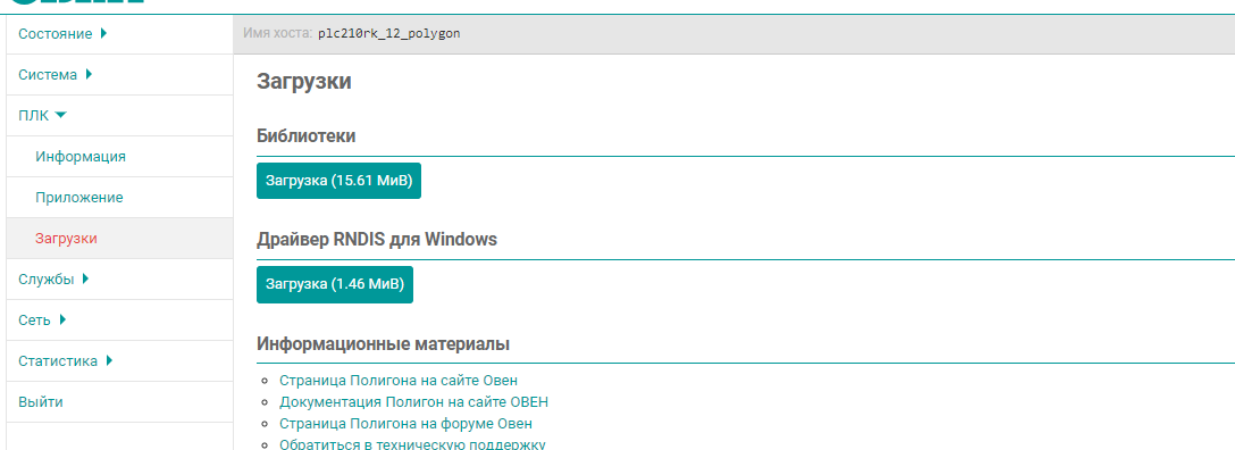 Состояние
Имя хоста: plc210rk_12_polygon
Система
ПЛК
Информация
Приложение
Загрузки
Службы
Сеть
Статистика
Выйти
Загрузки
Библиотеки
Загрузка (15.61 МиВ)
Драйвер RNDIS для Windows
Загрузка (1.46 МиВ)
Информационные материалы
Страница Полигона на сайте Овен
Документация Полигон на сайте ОВЕН
Страница Полигона на форуме Овен
Обратиться в техническую поддержку